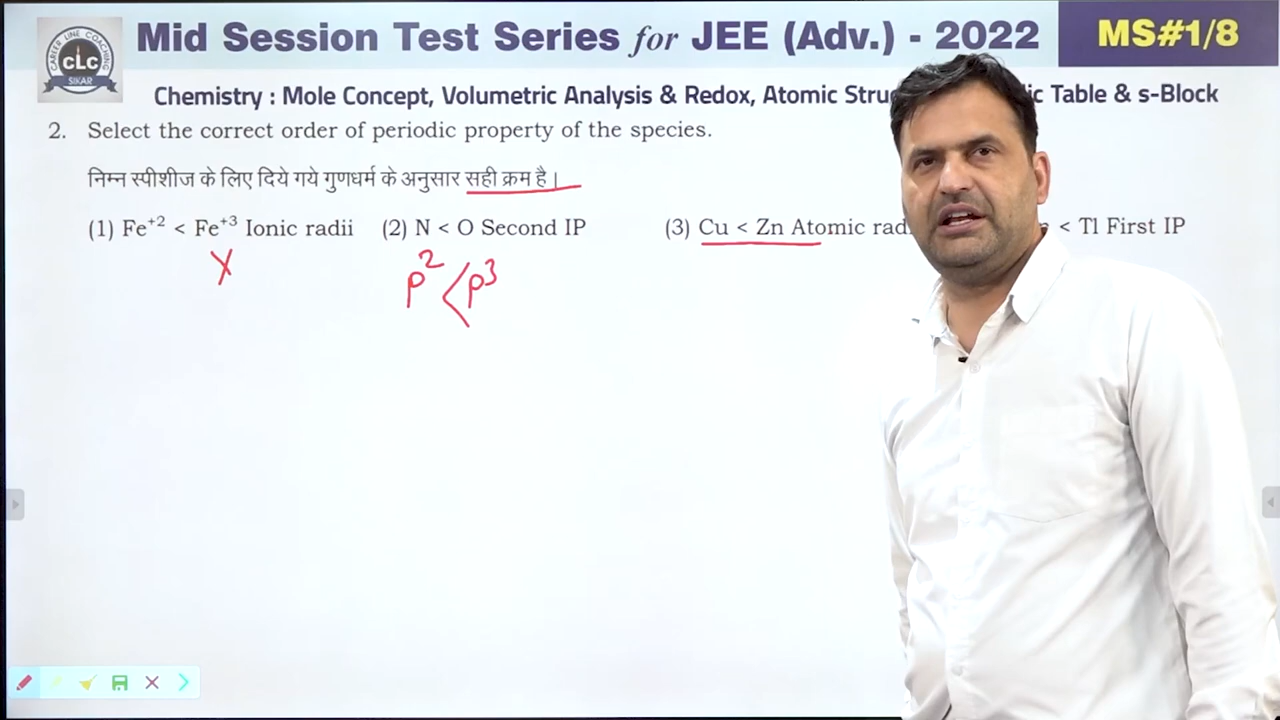 CAREER LINE COACHING
CLC
SIKAR
Mid Session Test Series for JEE (Adv.) - 2022
MS#1/8
Chemistry : Mole Concept, Volumetric Analysis & Redox, Atomic Table & s-Block
2. Select the correct order of periodic property of the species.
निम्न स्पीशीज के लिए दिये गये गुणधर्म के अनुसार सही क्रम है।
(1) Fe+2 < Fe+3 Ionic radii (2) N < O Second IP (3) Cu < Zn Atomic < Tl First IP
X p2 < p3